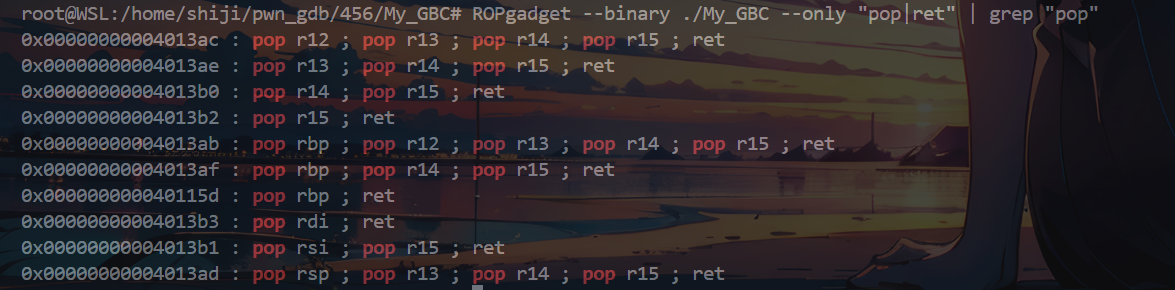 root@WSL:/home/shiji/pwn_gdb/456/My_GBC# ROPgadget --binary ./My_GBC --only "pop|ret" | grep "pop"
0x00000000004013ac : pop r12 ; pop r13 ; pop r14 ; pop r15 ; ret
0x00000000004013ae : pop r13 ; pop r14 ; pop r15 ; ret
0x00000000004013b0 : pop r14 ; pop r15 ; ret
0x00000000004013b2 : pop r15 ; ret
0x00000000004013ab : pop rbp ; pop r12 ; pop r13 ; pop r14 ; pop r15 ; ret
0x00000000004013af : pop rbp ; pop r14 ; pop r15 ; ret
0x000000000040115d : pop rbp ; ret
0x00000000004013b3 : pop rdi ; ret
0x00000000004013b1 : pop rsi ; pop r15 ; ret
0x00000000004013ad : pop rsp ; pop r13 ; pop r14 ; pop r15 ; ret